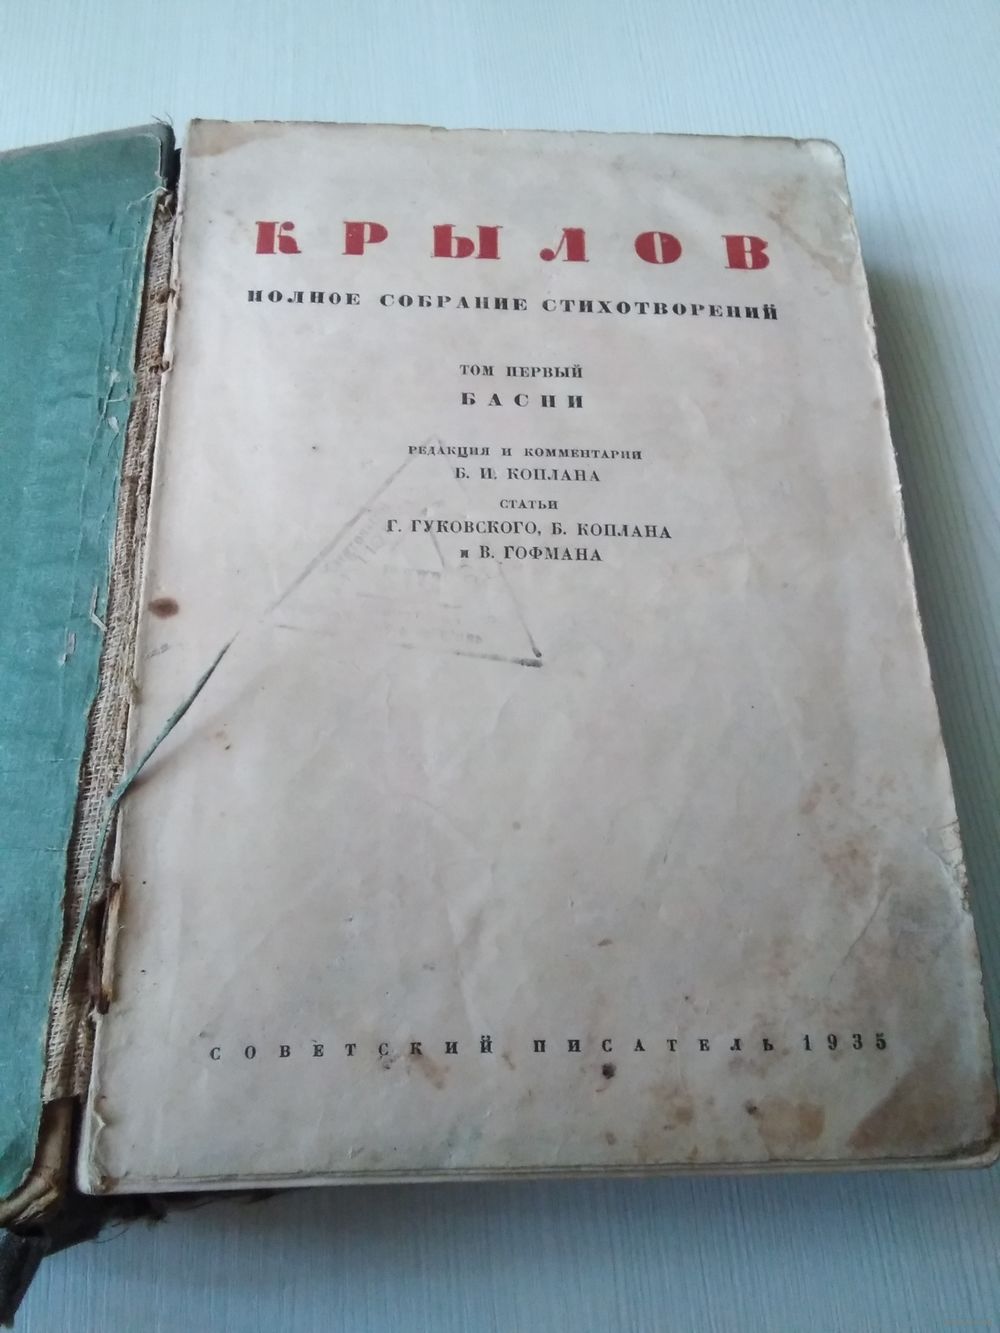 КРЫЛОВ
ПОЛНОЕ СОБРАНИЕ СТИХОТВОРЕНИЙ
ТОМ ПЕРВЫЙ
БАСНИ
РЕДАКЦИЯ И КОММЕНТАРИИ
Б. И. КОПЛАНА
СТАТЬИ
Г. ГУКОВСКОГО, Б. КОПЛАНА
и В. ГОФМАНА
СОВЕТСКИЙ ПИСАТЕЛЬ 1935